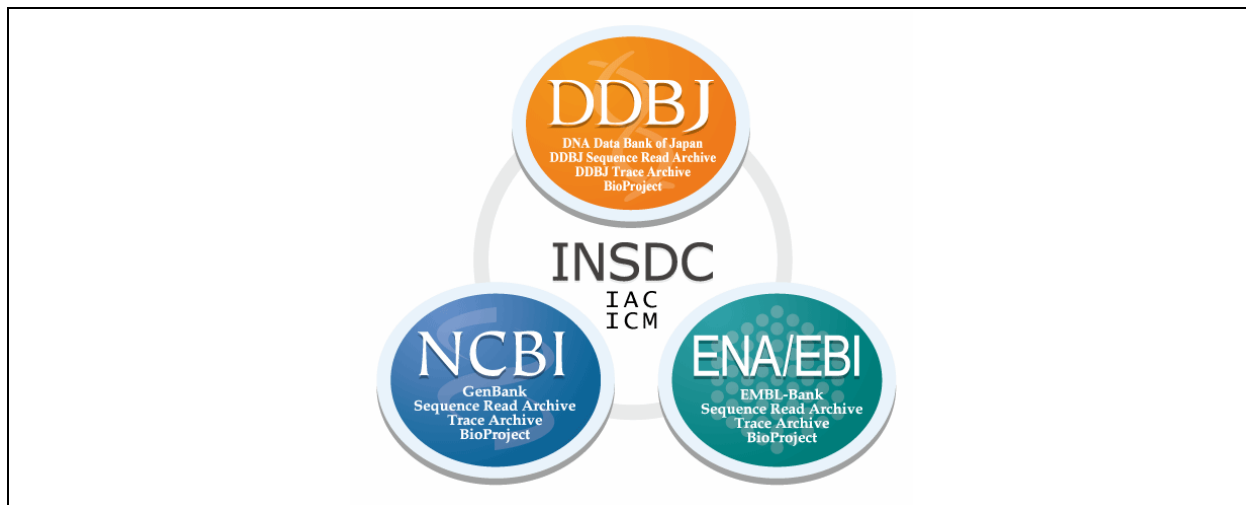 DDBJ
DNA Data Bank of Japan
DDBJ Sequence Read Archive
DDBJ Trace Archive
BioProject
INSDC
IAC
ICM
NCBI
GenBank
Sequence Read Archive
Trace Archive
BioProject
ENA/EBI
EMBL-Bank
Sequence Read Archive
Trace Archive
BioProject